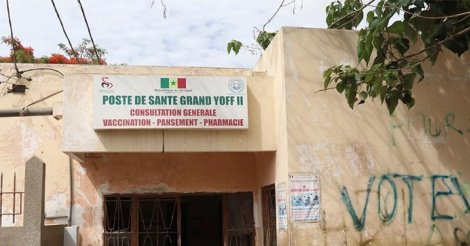 POSTE DE SANTE GRAND YOFF II
CONSULTATION GENERALE
VACCINATION - PANSEMENT - PHARMACIE
VOTEZ